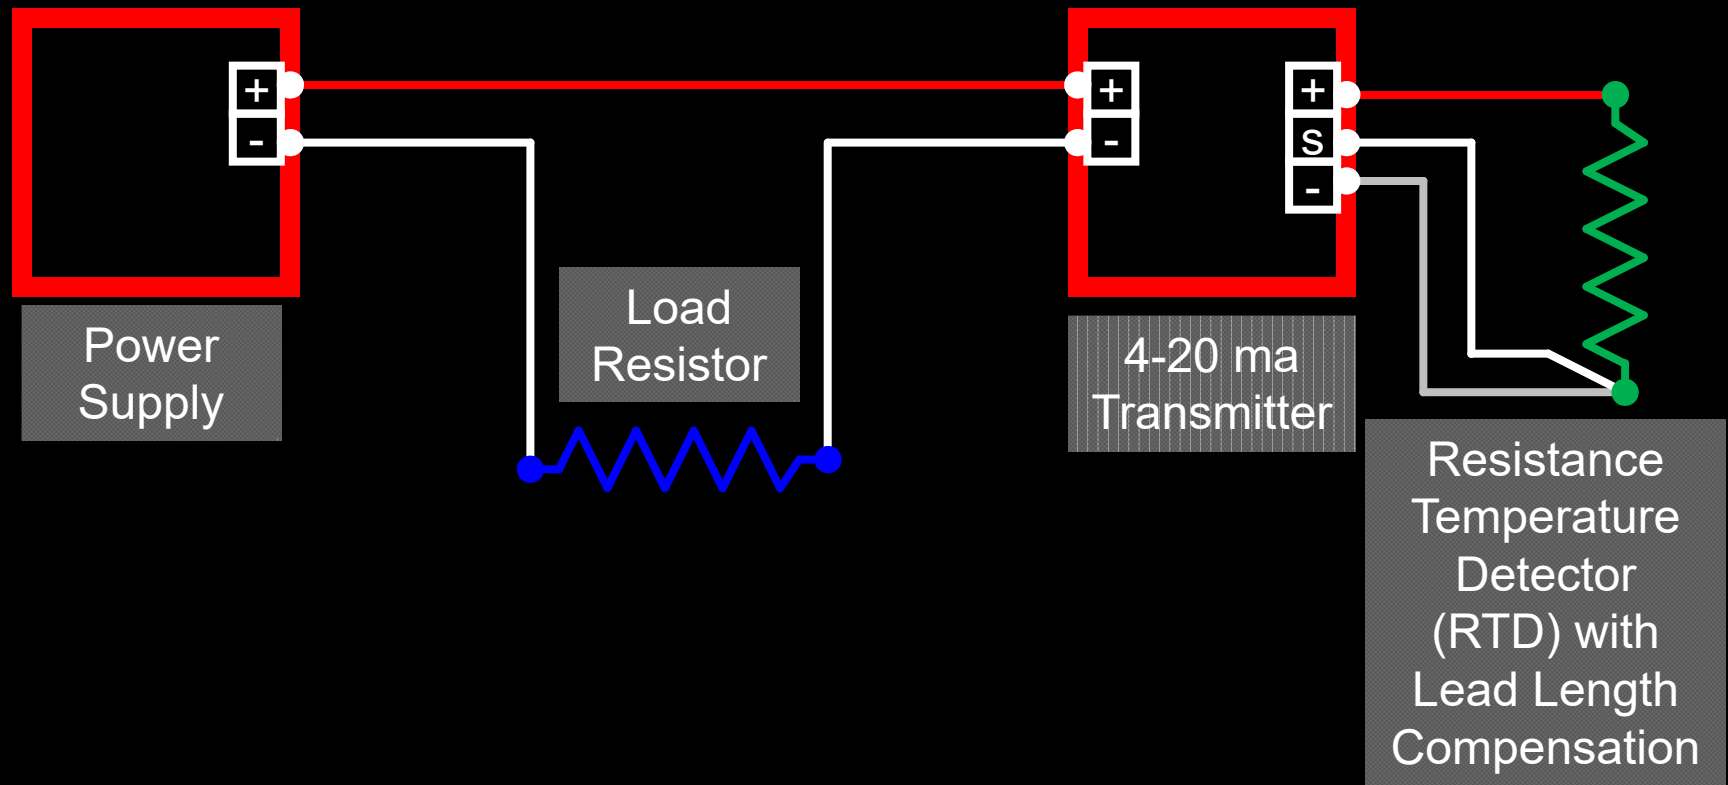 +
-
Power
Supply
Load
Resistor
+
-
4-20 ma
Transmitter
+
s
-
Resistance
Temperature
Detector
(RTD) with
Lead Length
Compensation